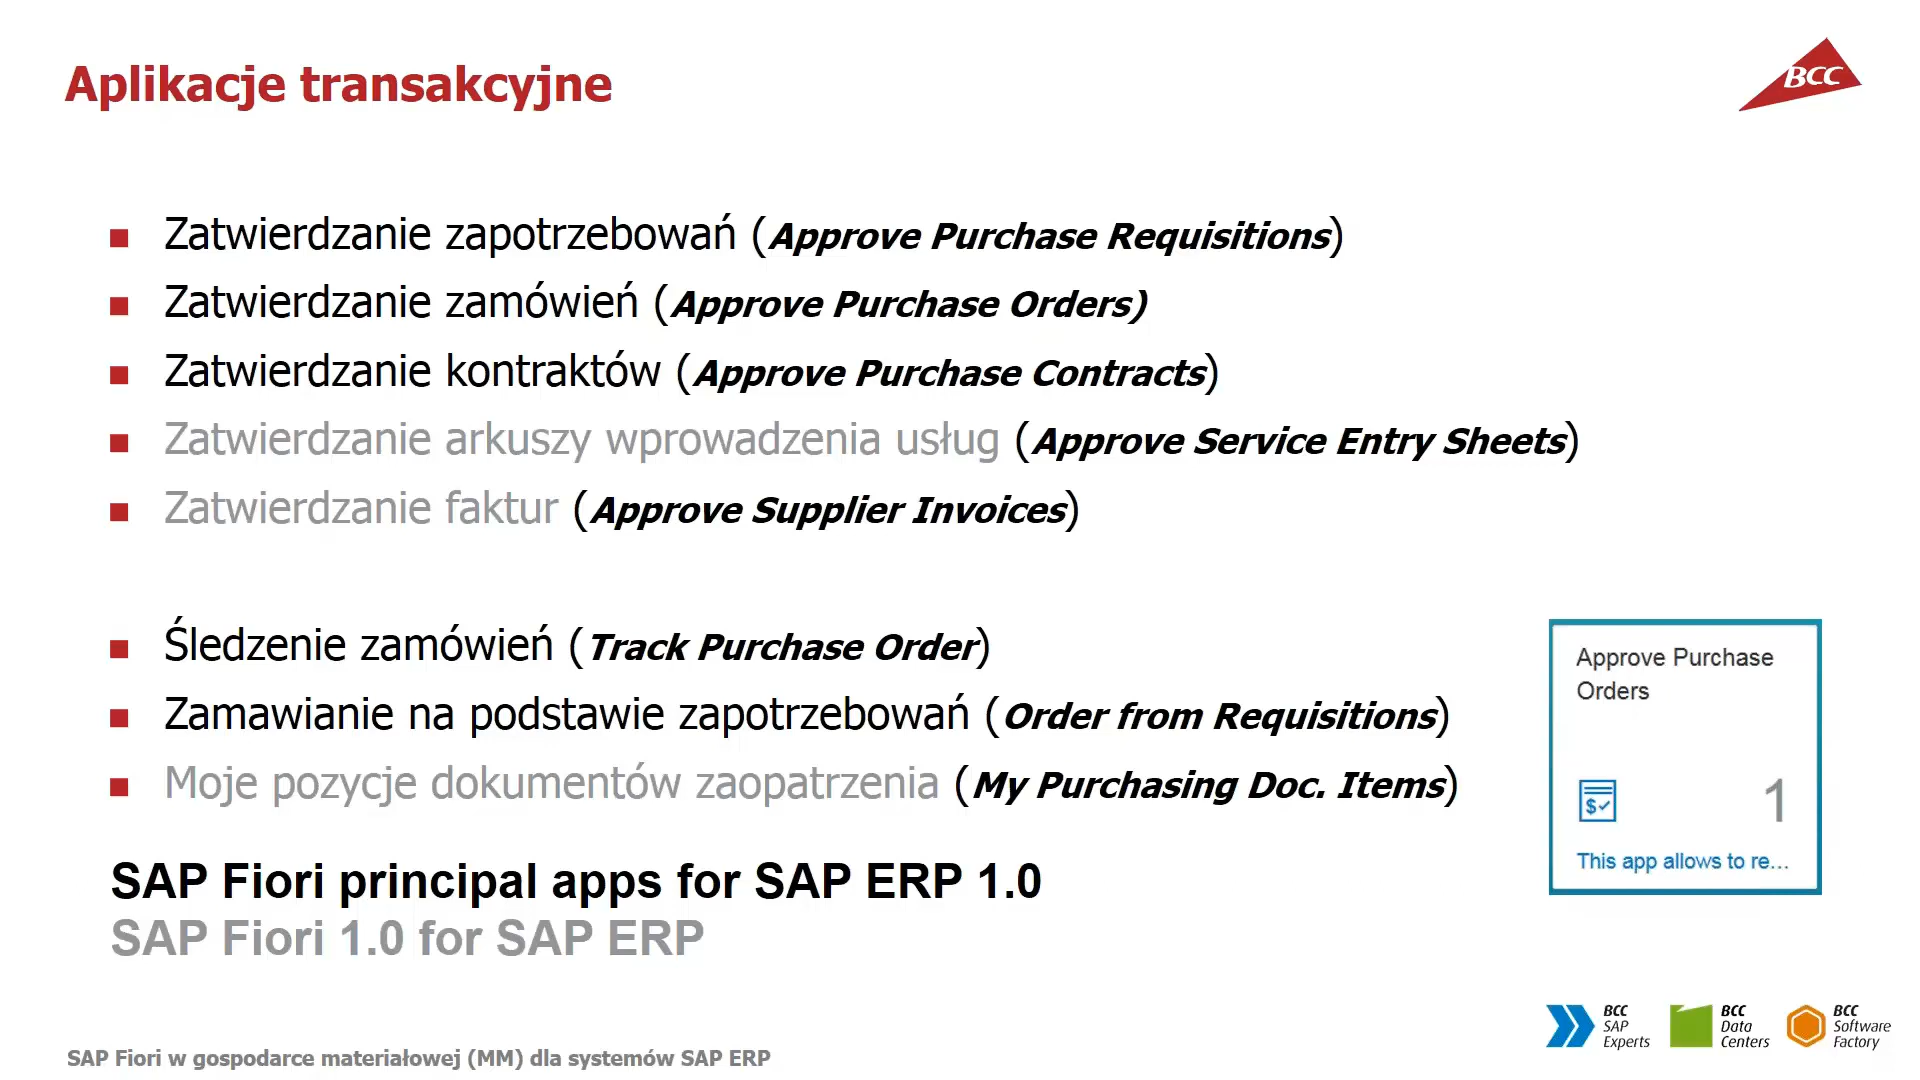 Aplikacje transakcyjne
BCC
Zatwierdzanie zapotrzebowań (Approve Purchase Requisitions)
Zatwierdzanie zamówień (Approve Purchase Orders)
Zatwierdzanie kontraktów (Approve Purchase Contracts)
Zatwierdzanie arkuszy wprowadzenia usług (Approve Service Entry Sheets)
Zatwierdzanie faktur (Approve Supplier Invoices)
Śledzenie zamówień (Track Purchase Order)
Zamawianie na podstawie zapotrzebowań (Order from Requisitions)
Moje pozycje dokumentów zaopatrzenia (My Purchasing Doc. Items)
Approve Purchase
Orders
$
1
This app allows to re...
SAP Fiori principal apps for SAP ERP 1.0
SAP Fiori 1.0 for SAP ERP
BCC
SAP
Experts
BCC
Data
Centers
BCC
Software
Factory
SAP Fiori w gospodarce materiałowej (MM) dla systemów SAP ERP